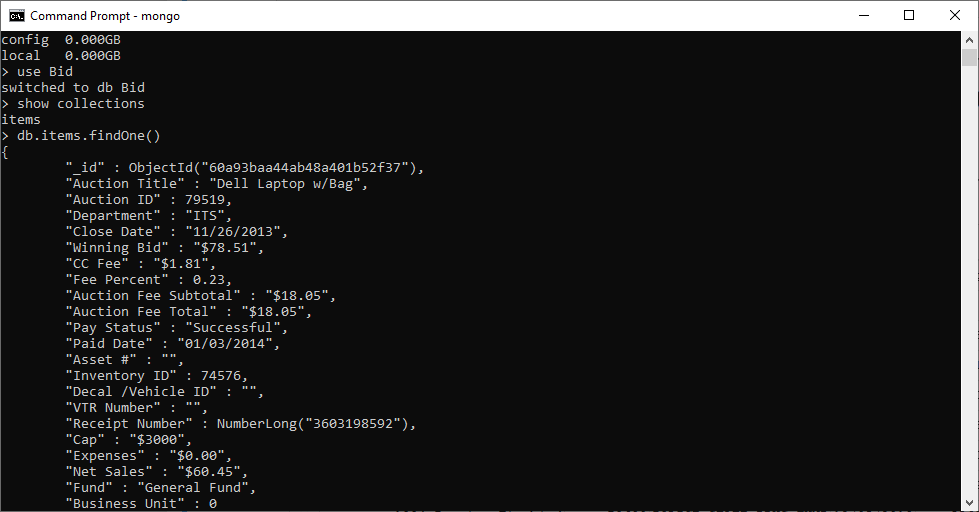 Command Prompt - mongo
config  0.000GB
local   0.000GB
> use Bid
switched to db Bid
> show collections
items
> db.items.findOne()
{
        "_id" : ObjectId("60a93baa44ab48a401b52f37"),
        "Auction Title" : "Dell Laptop w/Bag",
        "Auction ID" : 79519,
        "Department" : "ITS",
        "Close Date" : "11/26/2013",
        "Winning Bid" : "$78.51",
        "CC Fee" : "$1.81",
        "Fee Percent" : 0.23,
        "Auction Fee Subtotal" : "$18.05",
        "Auction Fee Total" : "$18.05",
        "Pay Status" : "Successful",
        "Paid Date" : "01/03/2014",
        "Asset #" : "",
        "Inventory ID" : 74576,
        "Decal /Vehicle ID" : "",
        "VTR Number" : "",
        "Receipt Number" : NumberLong("3603198592"),
        "Cap" : "$3000",
        "Expenses" : "$0.00",
        "Net Sales" : "$60.45",
        "Fund" : "General Fund",
        "Business Unit" : 0